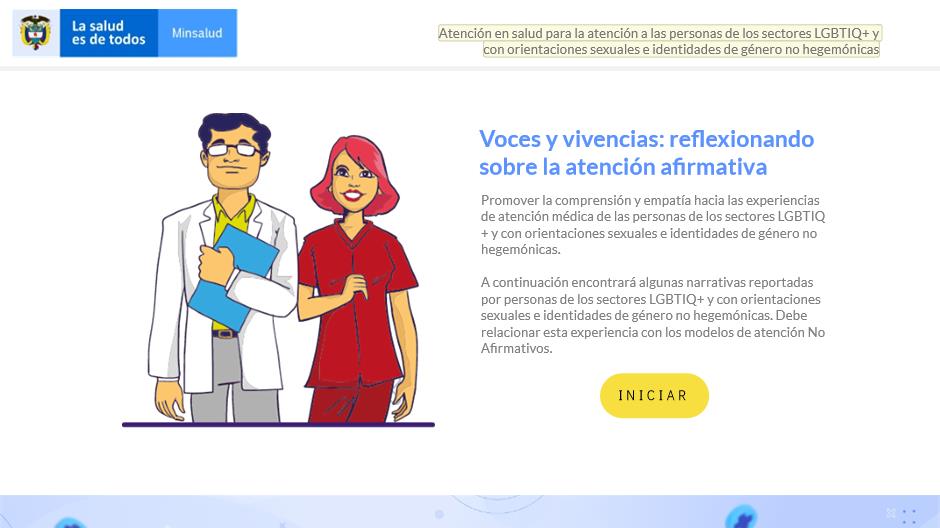 La salud
es de todos
Minsalud
Atención en salud para la atención a las personas de los sectores LGBTIQ+ y
con orientaciones sexuales e identidades de género no hegemónicas
Voces y vivencias: reflexionando
sobre la atención afirmativa
Promover la comprensión y empatía hacia las experiencias
de atención médica de las personas de los sectores LGBTIQ
+ y con orientaciones sexuales e identidades de género no
hegemónicas.
A continuación encontrará algunas narrativas reportadas
por personas de los sectores LGBTIQ+ y con orientaciones
sexuales e identidades de género no hegemónicas. Debe
relacionar esta experiencia con los modelos de atención No
Afirmativos.
INICIAR